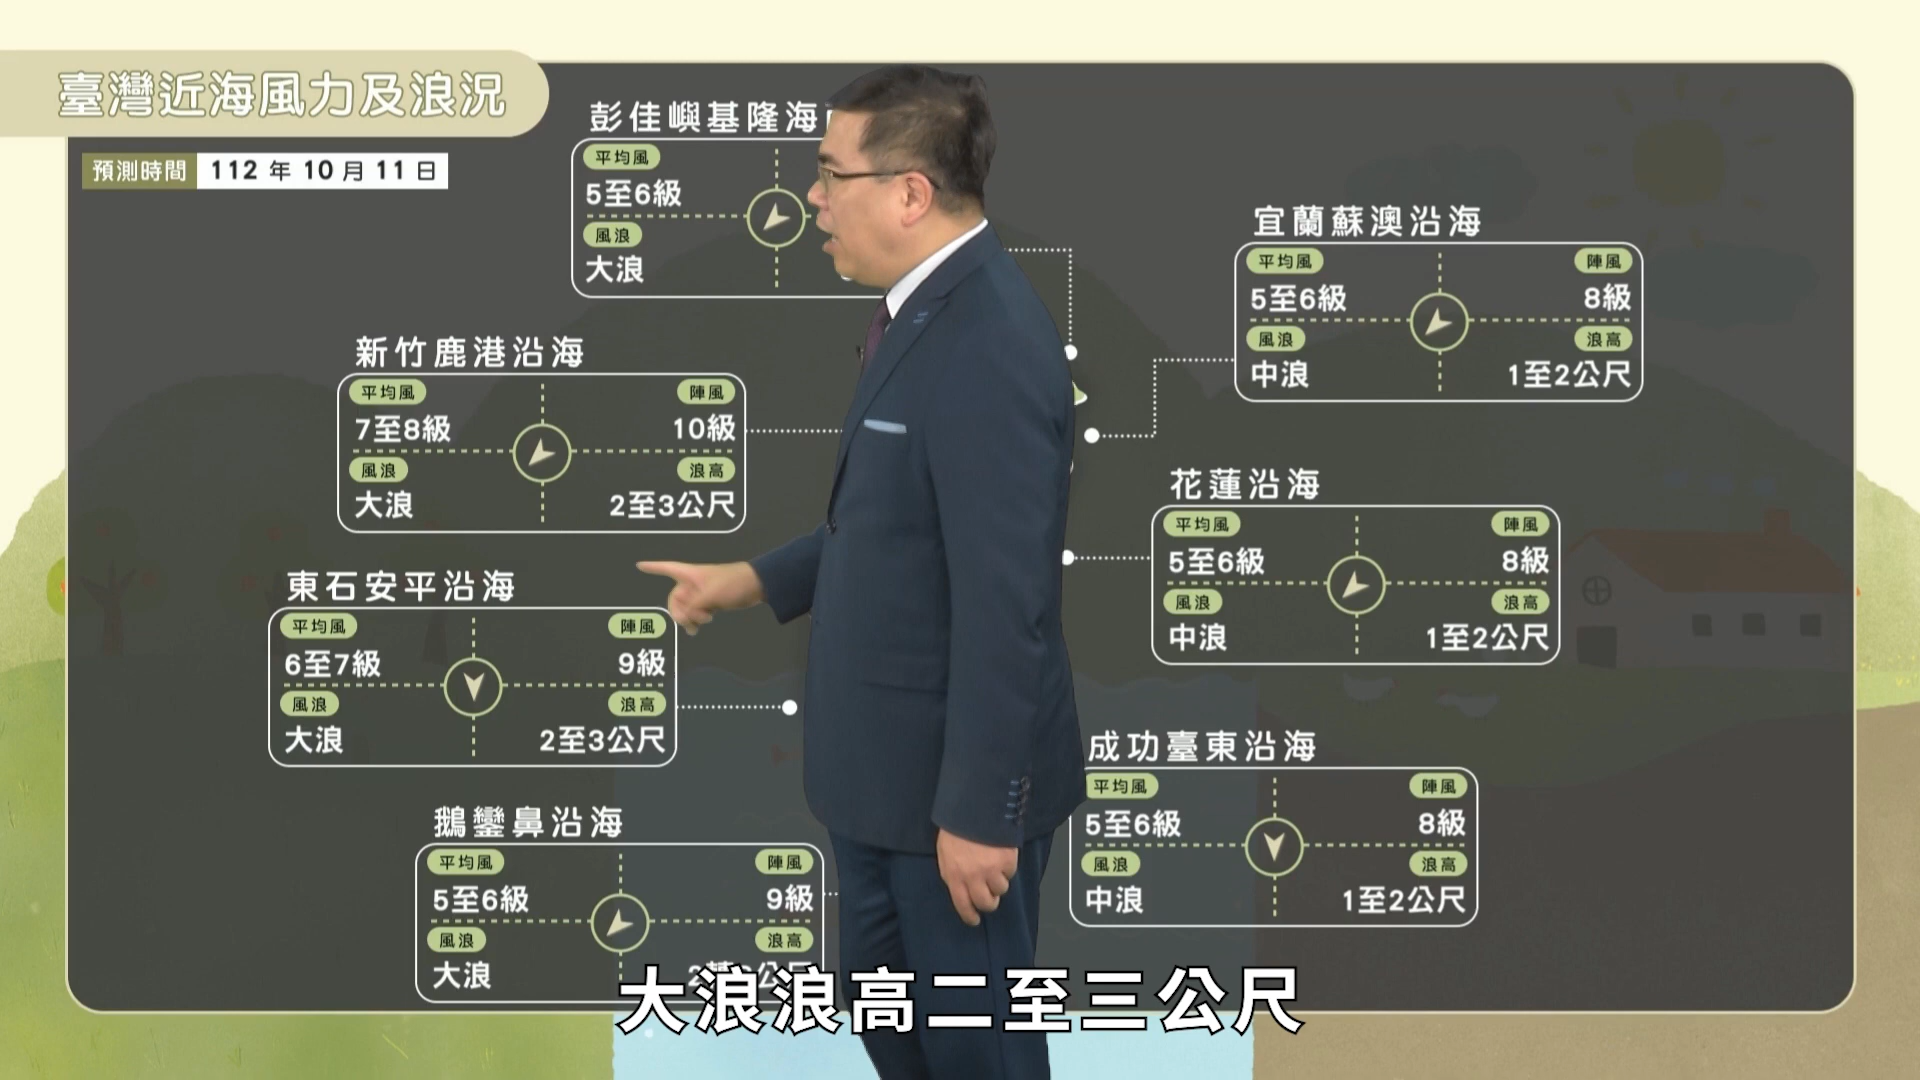 臺灣近海風力及浪況
預測時間 112 年 10 月 11 日
彭佳嶼基隆海
平均風
5至6級
風浪
大浪
宜蘭蘇澳沿海
平均風 陣風
5至6級 8級
風浪 浪高
中浪 1至2公尺
新竹鹿港沿海
平均風 陣風
7至8級 10級
風浪 浪高
大浪 2至3公尺
花蓮沿海
平均風 陣風
5至6級 8級
風浪 浪高
中浪 1至2公尺
東石安平沿海
平均風 陣風
6至7級 9級
風浪 浪高
大浪 2至3公尺
成功臺東沿海
平均風 陣風
5至6級 8級
風浪 浪高
中浪 1至2公尺
鵝鑾鼻沿海
平均風 陣風
5至6級 9級
風浪 浪高
大浪
大浪浪高二至三公尺